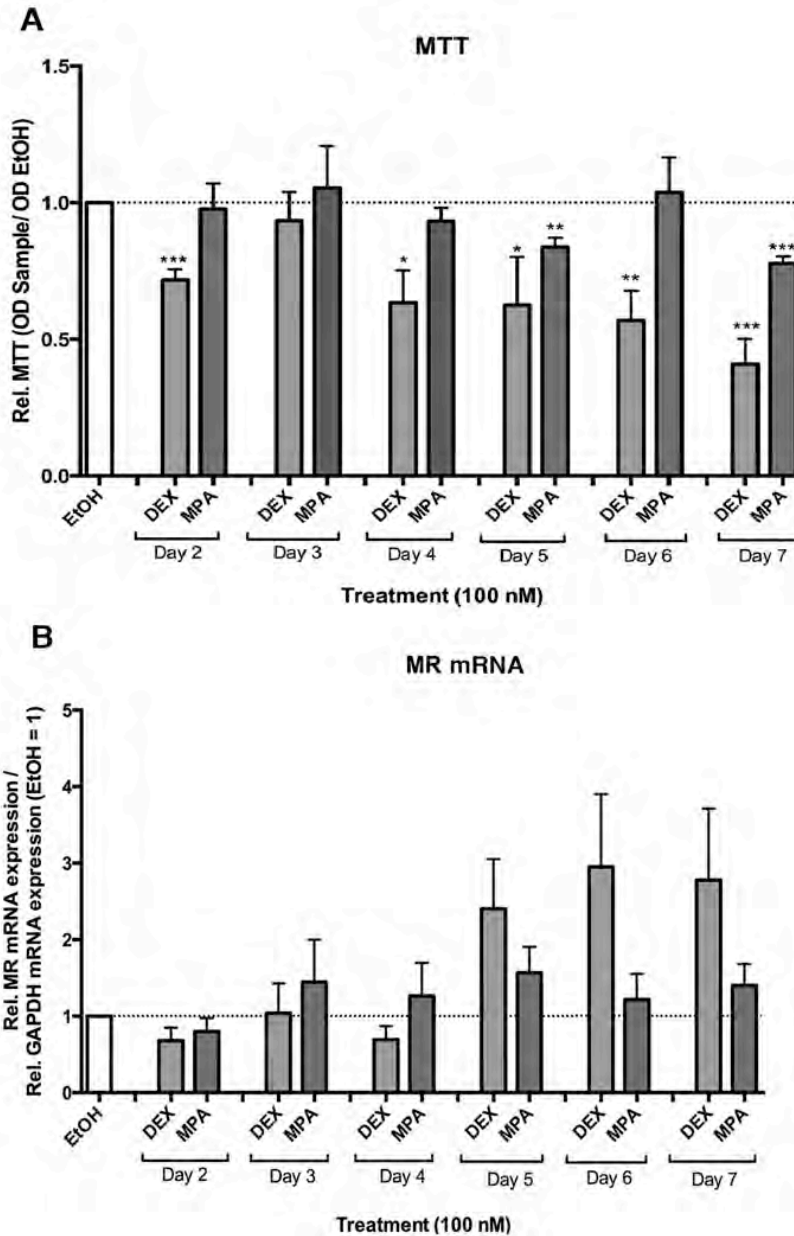 A
MTT
Rel. MTT (OD Sample/ OD EtOH)
1.5
1.0
0.5
0.0
***
*
*
**
**
***
***
EtOH
DEX
MPA
DEX
MPA
DEX
MPA
DEX
MPA
DEX
MPA
DEX
MPA
Day 2
Day 3
Day 4
Day 5
Day 6
Day 7
Treatment (100 nM)
B
MR mRNA
Rel. MR mRNA expression /
Rel. GAPDH mRNA expression (EtOH = 1)
5
4
3
2
1
0
EtOH
DEX
MPA
DEX
MPA
DEX
MPA
DEX
MPA
DEX
MPA
DEX
MPA
Day 2
Day 3
Day 4
Day 5
Day 6
Day 7
Treatment (100 nM)